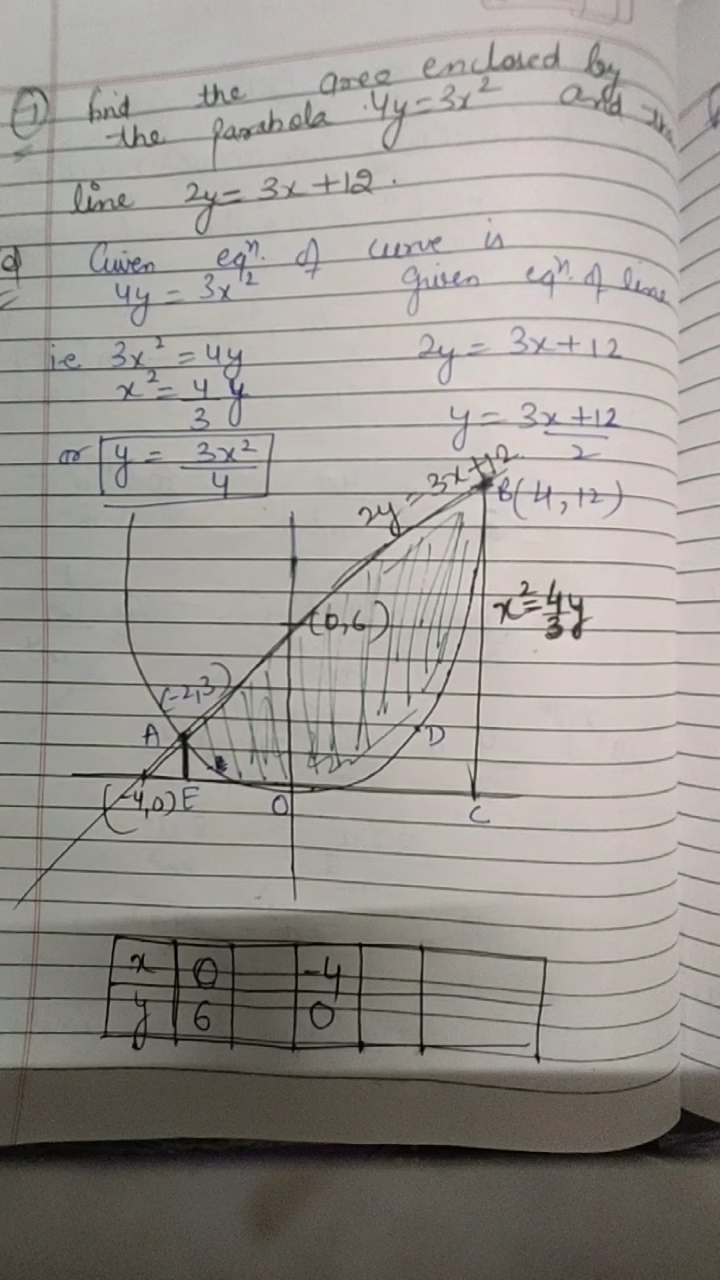 ① find the area enclosed by
the parabola 4y = 3x² and the
line 2y = 3x + 12.
Given eqⁿ. of curve is
4y = 3x²
given eqⁿ. of line
i.e. 3x² = 4y
2y = 3x + 12
x² = 4/3 y
y = 3x + 12 / 2
or y = 3x² / 4
2y = 3x + 12
B(4, 12)
x² = 4/3 y
(0, 6)
(-2, 3)
A
D
(-4, 0) E
O
C
x 0 -4
y 6 0